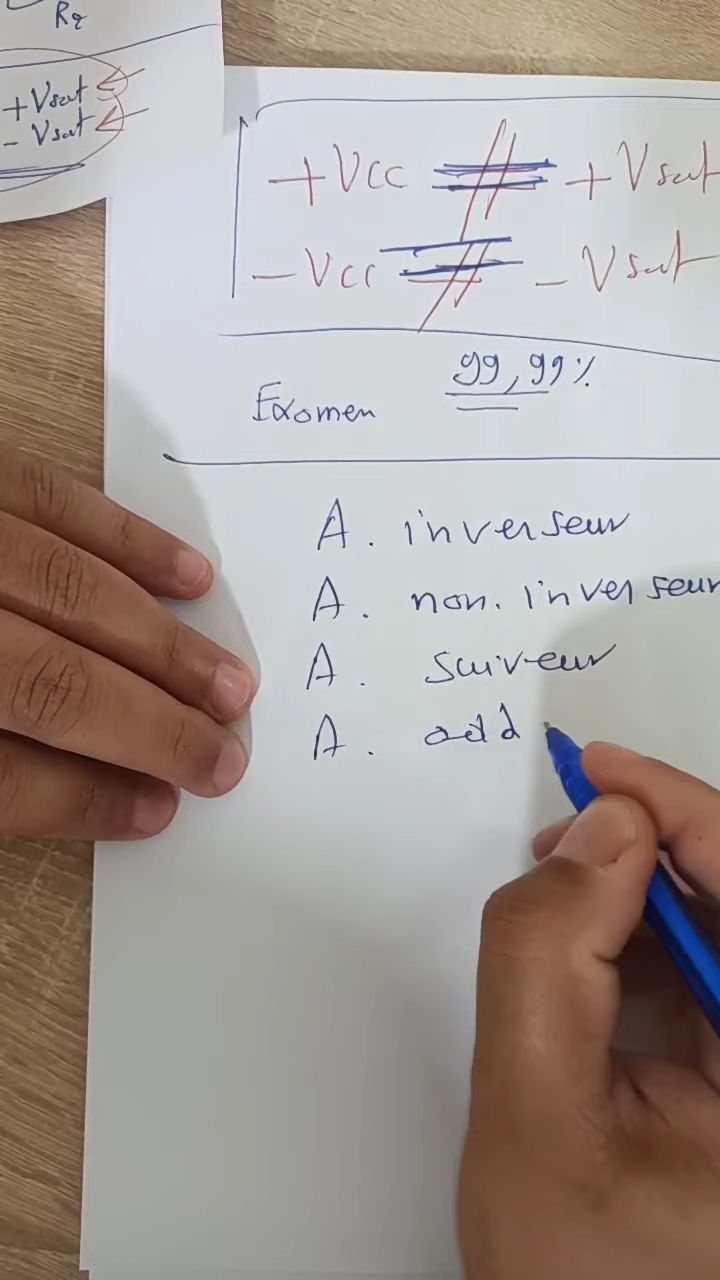 R₂
+Vsat
- Vsat
+Vcc ≠ +Vsat
-Vcc ≠ -Vsat
99,99%
Examen
A. inverseur
A. non. inverseur
A. suiveur
A. add